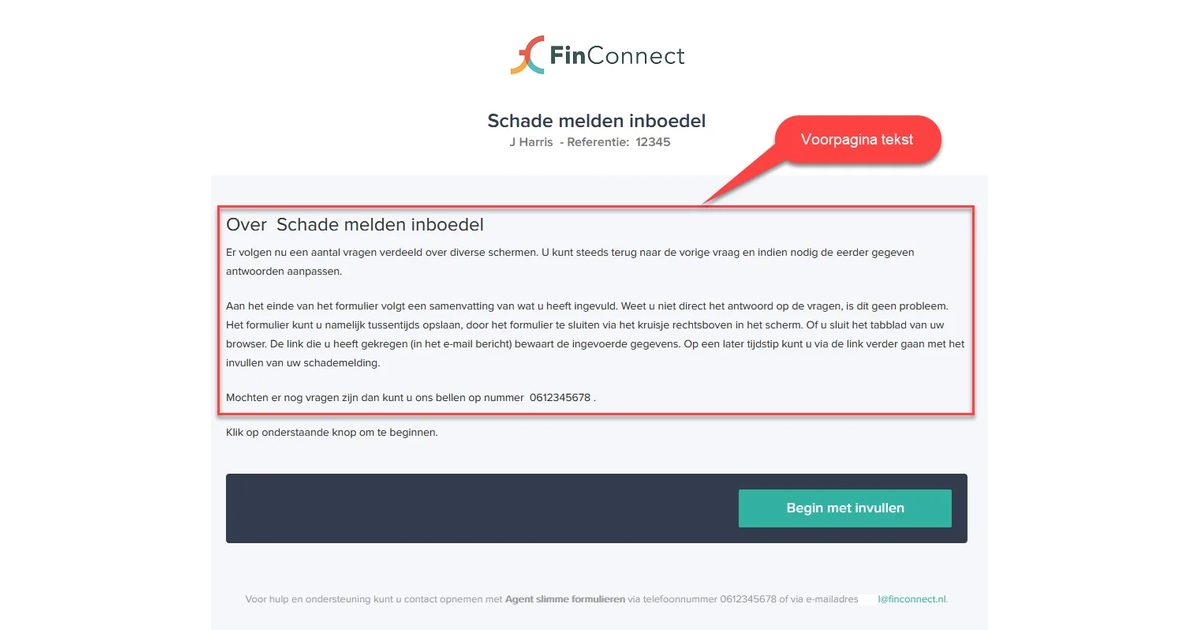 FinConnect
Schade melden inboedel
J Harris - Referentie: 12345
Voorpagina tekst
Over Schade melden inboedel
Er volgen nu een aantal vragen verdeeld over diverse schermen. U kunt steeds terug naar de vorige vraag en indien nodig de eerder gegeven
antwoorden aanpassen.
Aan het einde van het formulier volgt een samenvatting van wat u heeft ingevuld. Weet u niet direct het antwoord op de vragen, is dit geen probleem.
Het formulier kunt u namelijk tussentijds opslaan, door het formulier te sluiten via het kruisje rechtsboven in het scherm. Of u sluit het tabblad van uw
browser. De link die u heeft gekregen (in het e-mail bericht) bewaart de ingevoerde gegevens. Op een later tijdstip kunt u via de link verder gaan met het
invullen van uw schademelding.
Mochten er nog vragen zijn dan kunt u ons bellen op nummer 0612345678 .
Klik op onderstaande knop om te beginnen.
Begin met invullen
Voor hulp en ondersteuning kunt u contact opnemen met Agent slimme formulieren via telefoonnummer 0612345678 of via e-mailadres l@finconnect.nl.